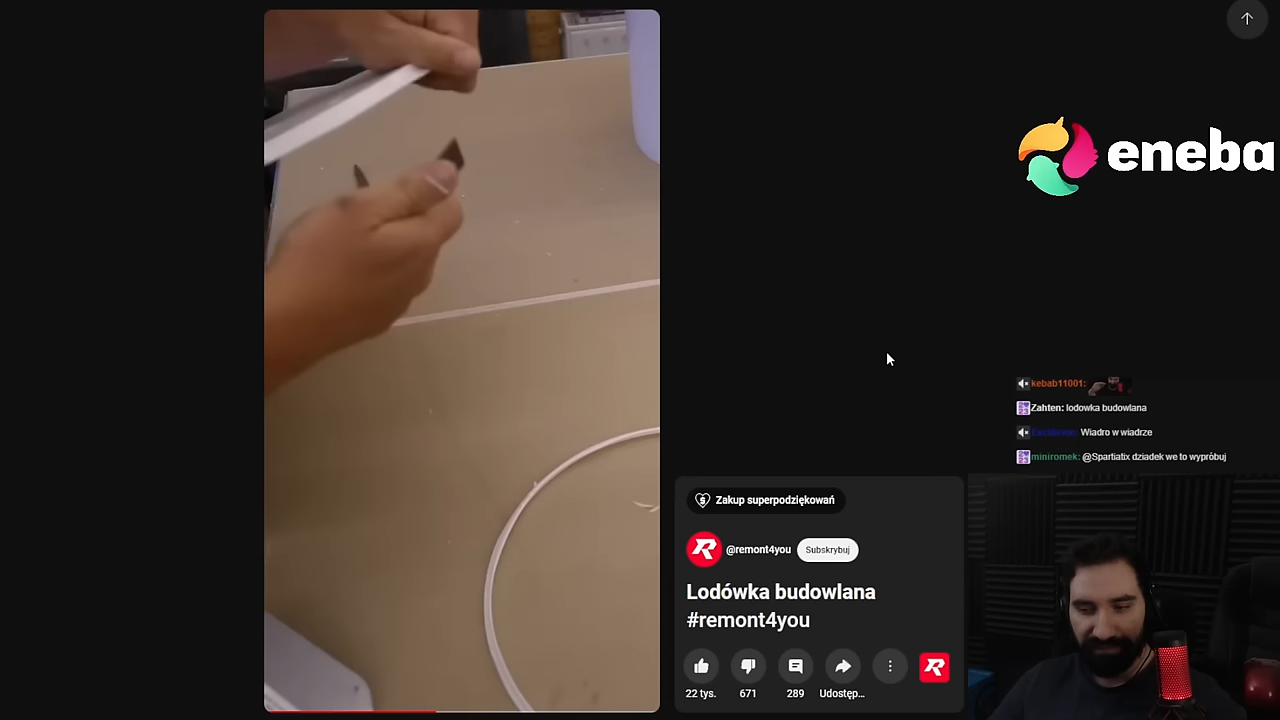 eneba
kebab11001:
Zahten: lodowka budowlana
Wiadro w wiadrze
miniromek: @Spartiatix dziadek we to wypróbuj
Zakup superpodziękowań
@remont4you
Subskrybuj
Lodówka budowlana
#remont4you
22 tys.
671
289
Udostęp...